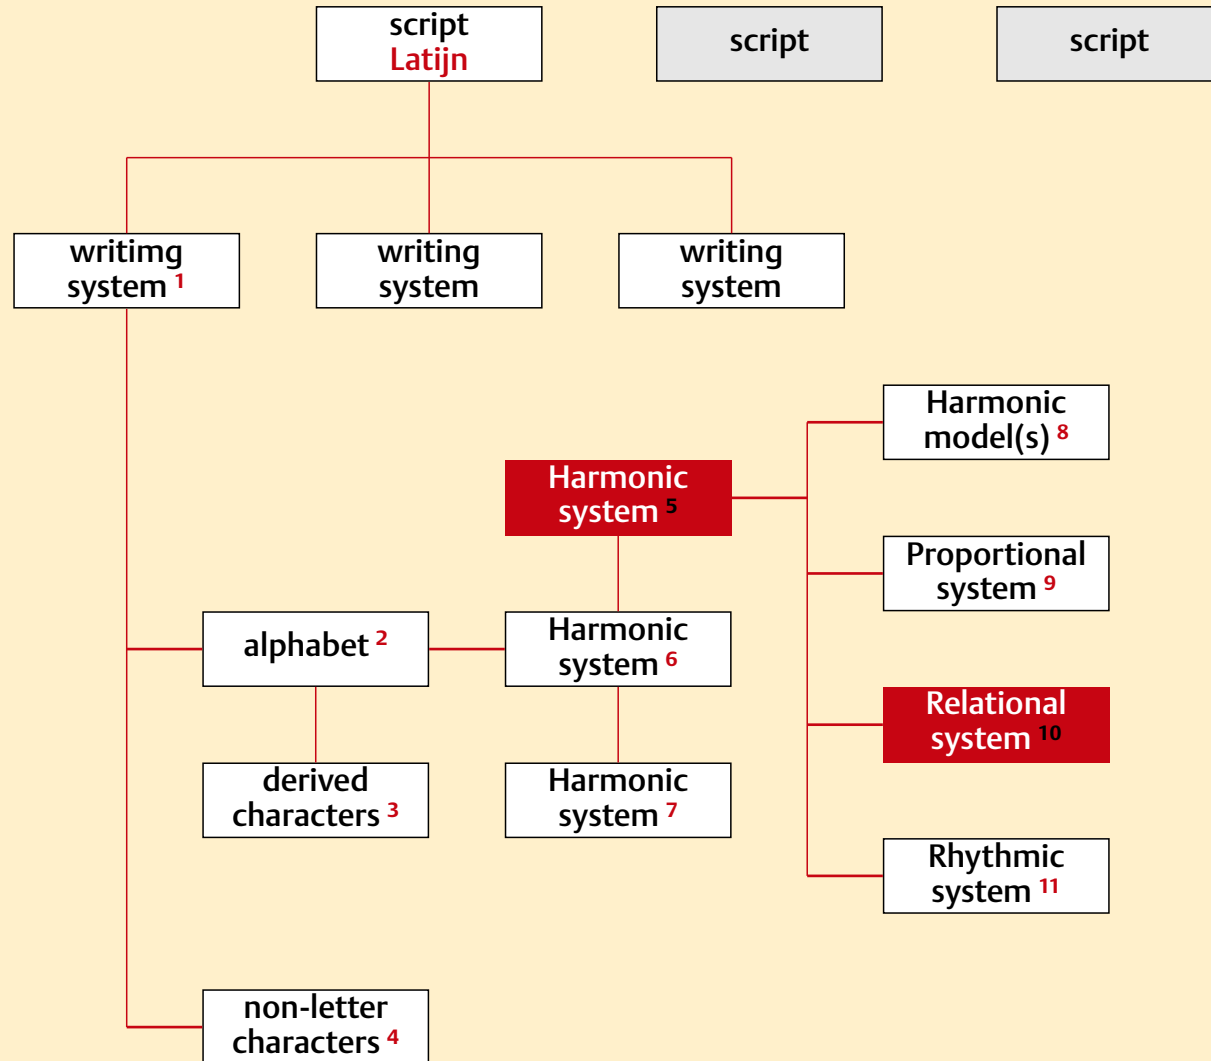 script
Latijn
script
script
writimg
system 1
writing
system
writing
system
Harmonic
model(s) 8
Harmonic
system 5
Proportional
system 9
alphabet 2
Harmonic
system 6
Relational
system 10
derived
characters 3
Harmonic
system 7
Rhythmic
system 11
non-letter
characters 4